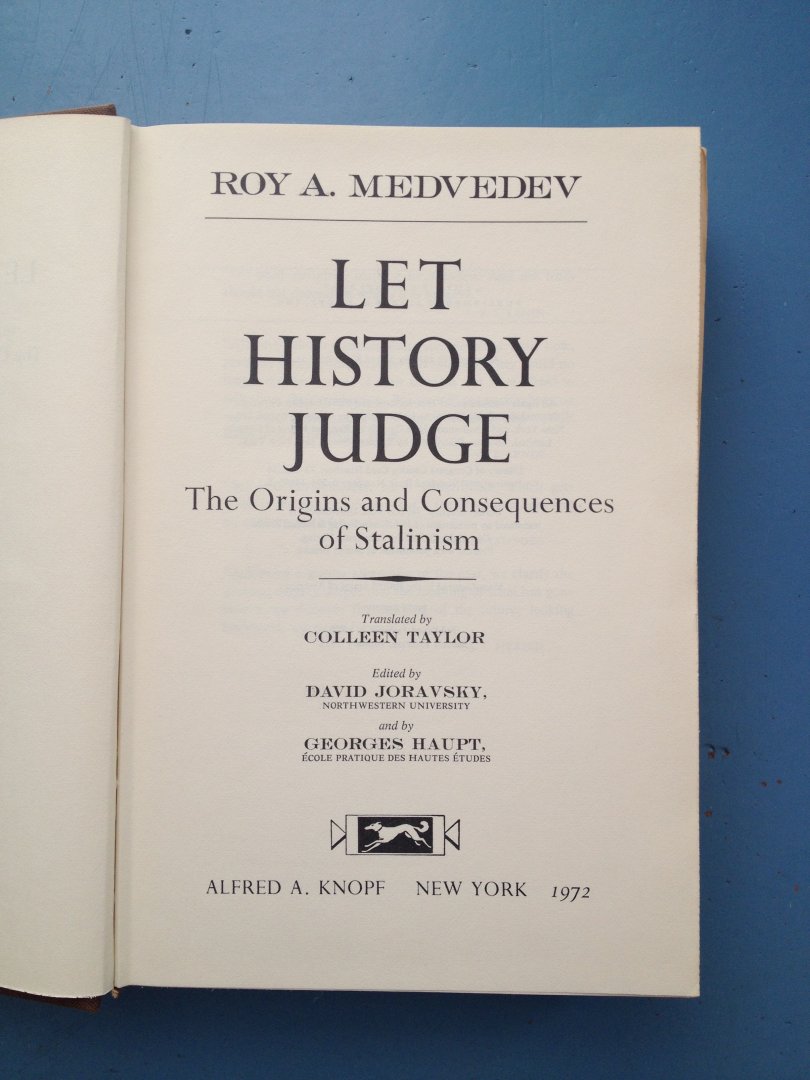 ROY A. MEDVEDEV
LET
HISTORY
JUDGE
The Origins and Consequences
of Stalinism
Translated by
COLLEEN TAYLOR
Edited by
DAVID JORAVSKY,
NORTHWESTERN UNIVERSITY
and by
GEORGES HAUPT,
ÉCOLE PRATIQUE DES HAUTES ÉTUDES
ALFRED A. KNOPF NEW YORK 1972